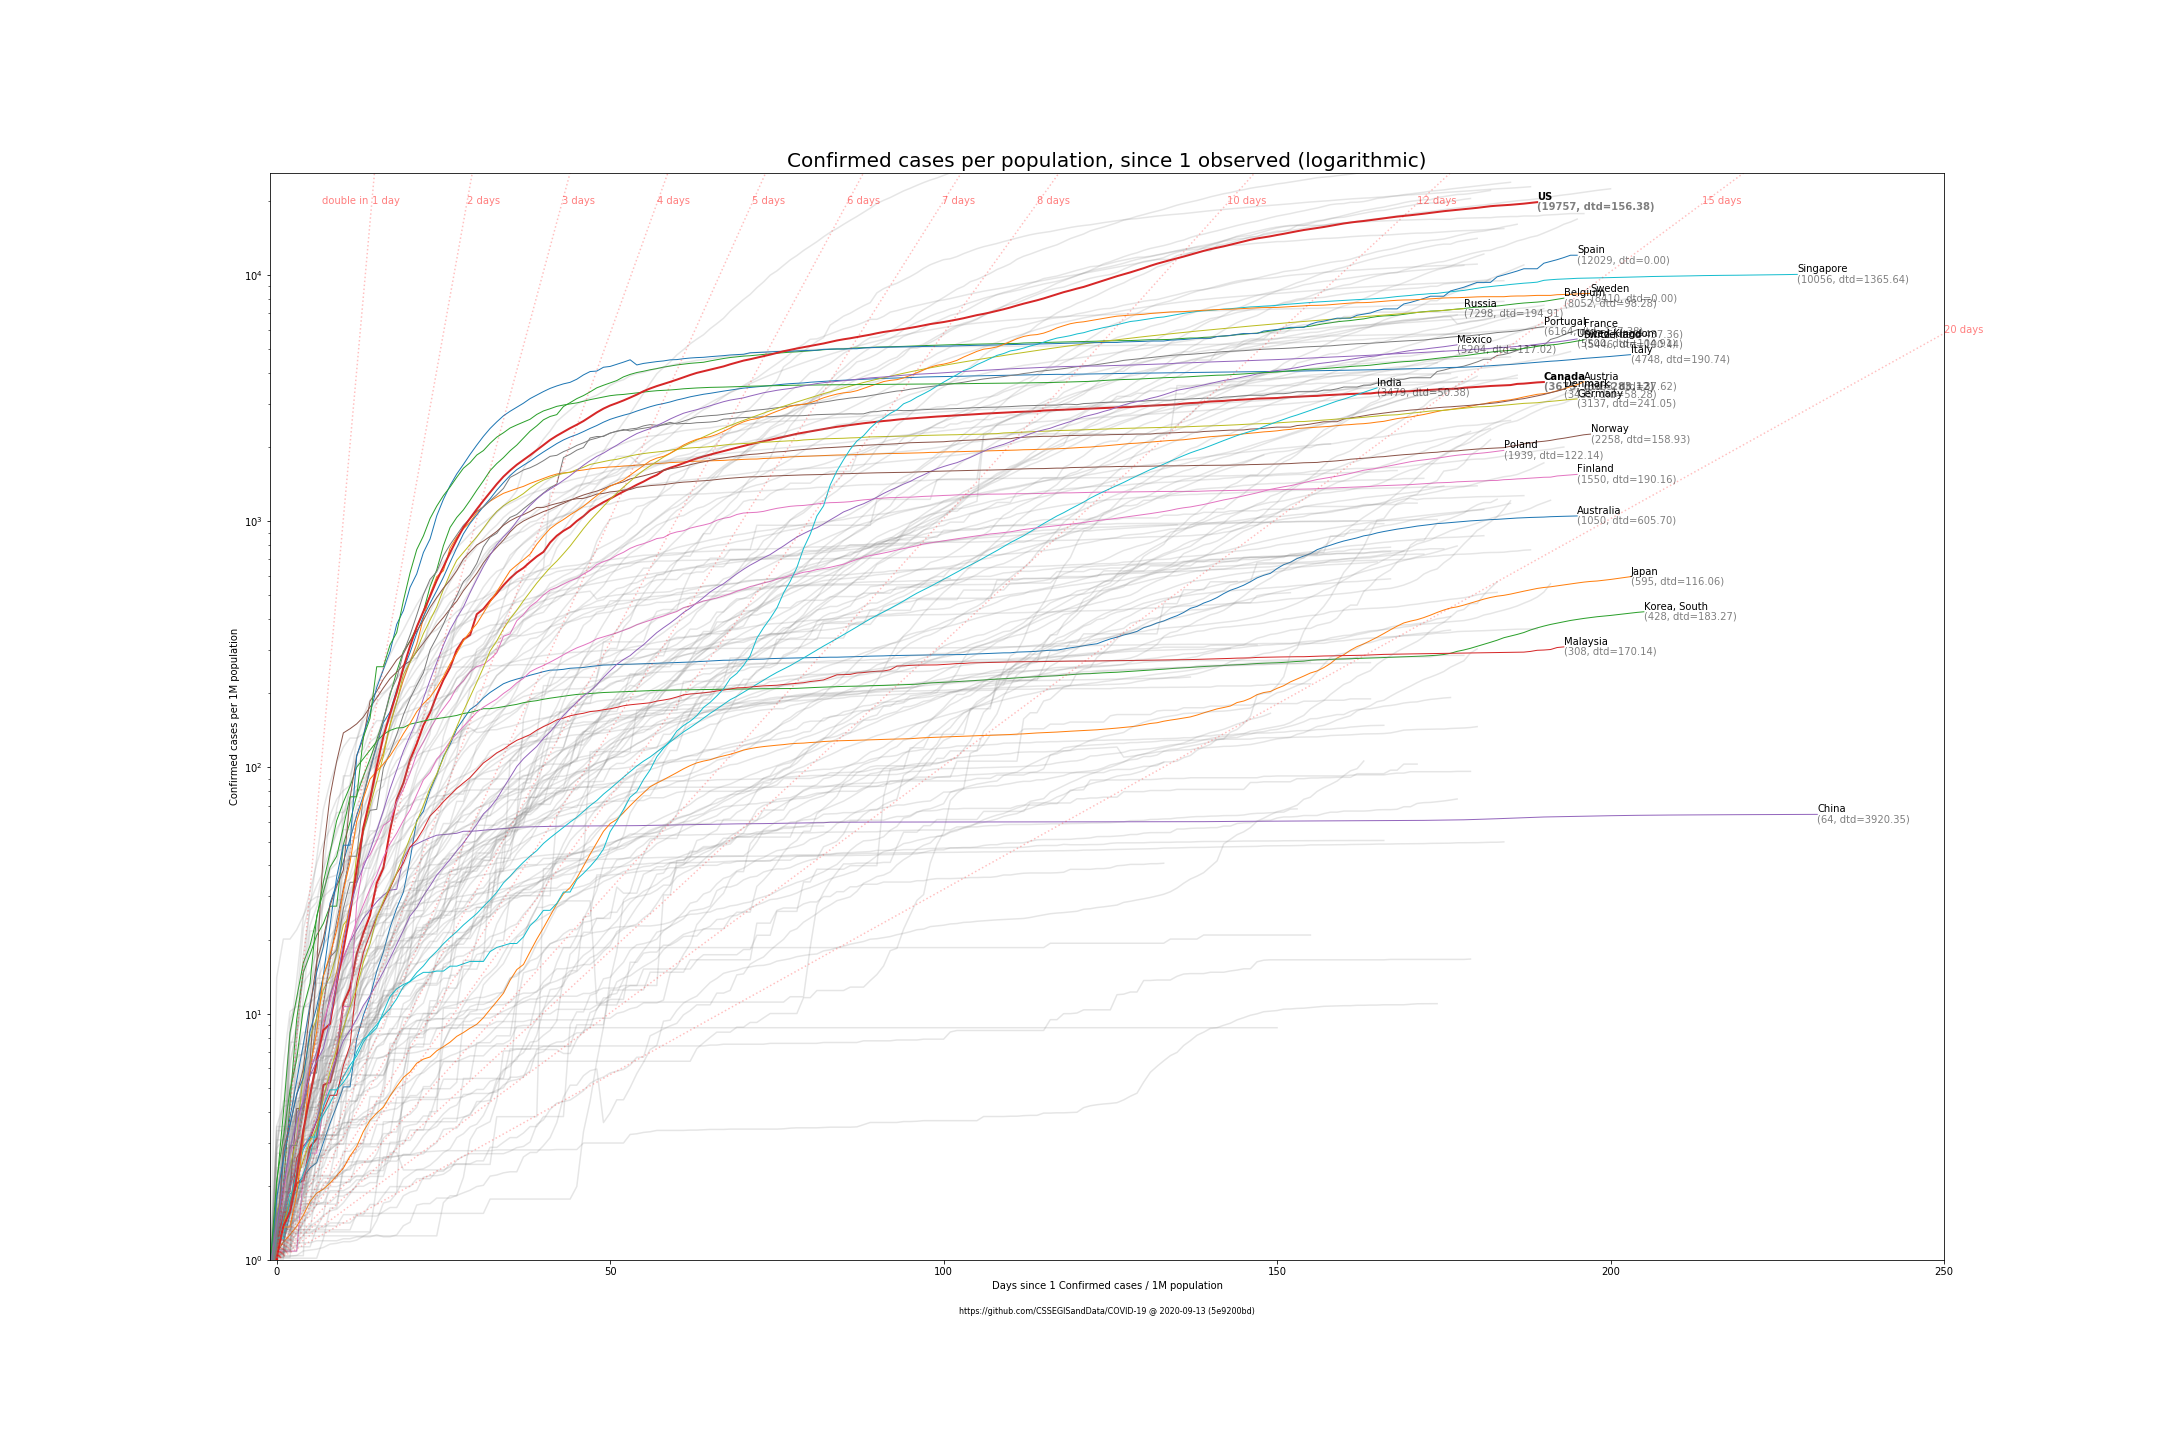 Confirmed cases per population, since 1 observed (logarithmic)
double in 1 day
2 days
3 days
4 days
5 days
6 days
7 days
8 days
10 days
12 days
15 days
20 days
US
(19757, dtd=156.38)
Spain
(12029, dtd=0.00)
Singapore
(10056, dtd=1365.64)
Sweden
(8410, dtd=0.00)
Belgium
(8052, dtd=98.28)
Russia
(7298, dtd=194.91)
Portugal
France
United Kingdom
Mexico
(5204, dtd=117.02)
Italy
(4748, dtd=190.74)
Canada
Austria
India
(3479, dtd=50.38)
Denmark
Germany
(3137, dtd=241.05)
Norway
(2258, dtd=158.93)
Poland
(1939, dtd=122.14)
Finland
(1550, dtd=190.16)
Australia
(1050, dtd=605.70)
Japan
(595, dtd=116.06)
Korea, South
(428, dtd=183.27)
Malaysia
(308, dtd=170.14)
China
(64, dtd=3920.35)
10⁴
10³
10²
10¹
10⁰
Confirmed cases per 1M population
0
50
100
150
200
250
Days since 1 Confirmed cases / 1M population
https://github.com/CSSEGISandData/COVID-19 @ 2020-09-13 (5e9200bd)